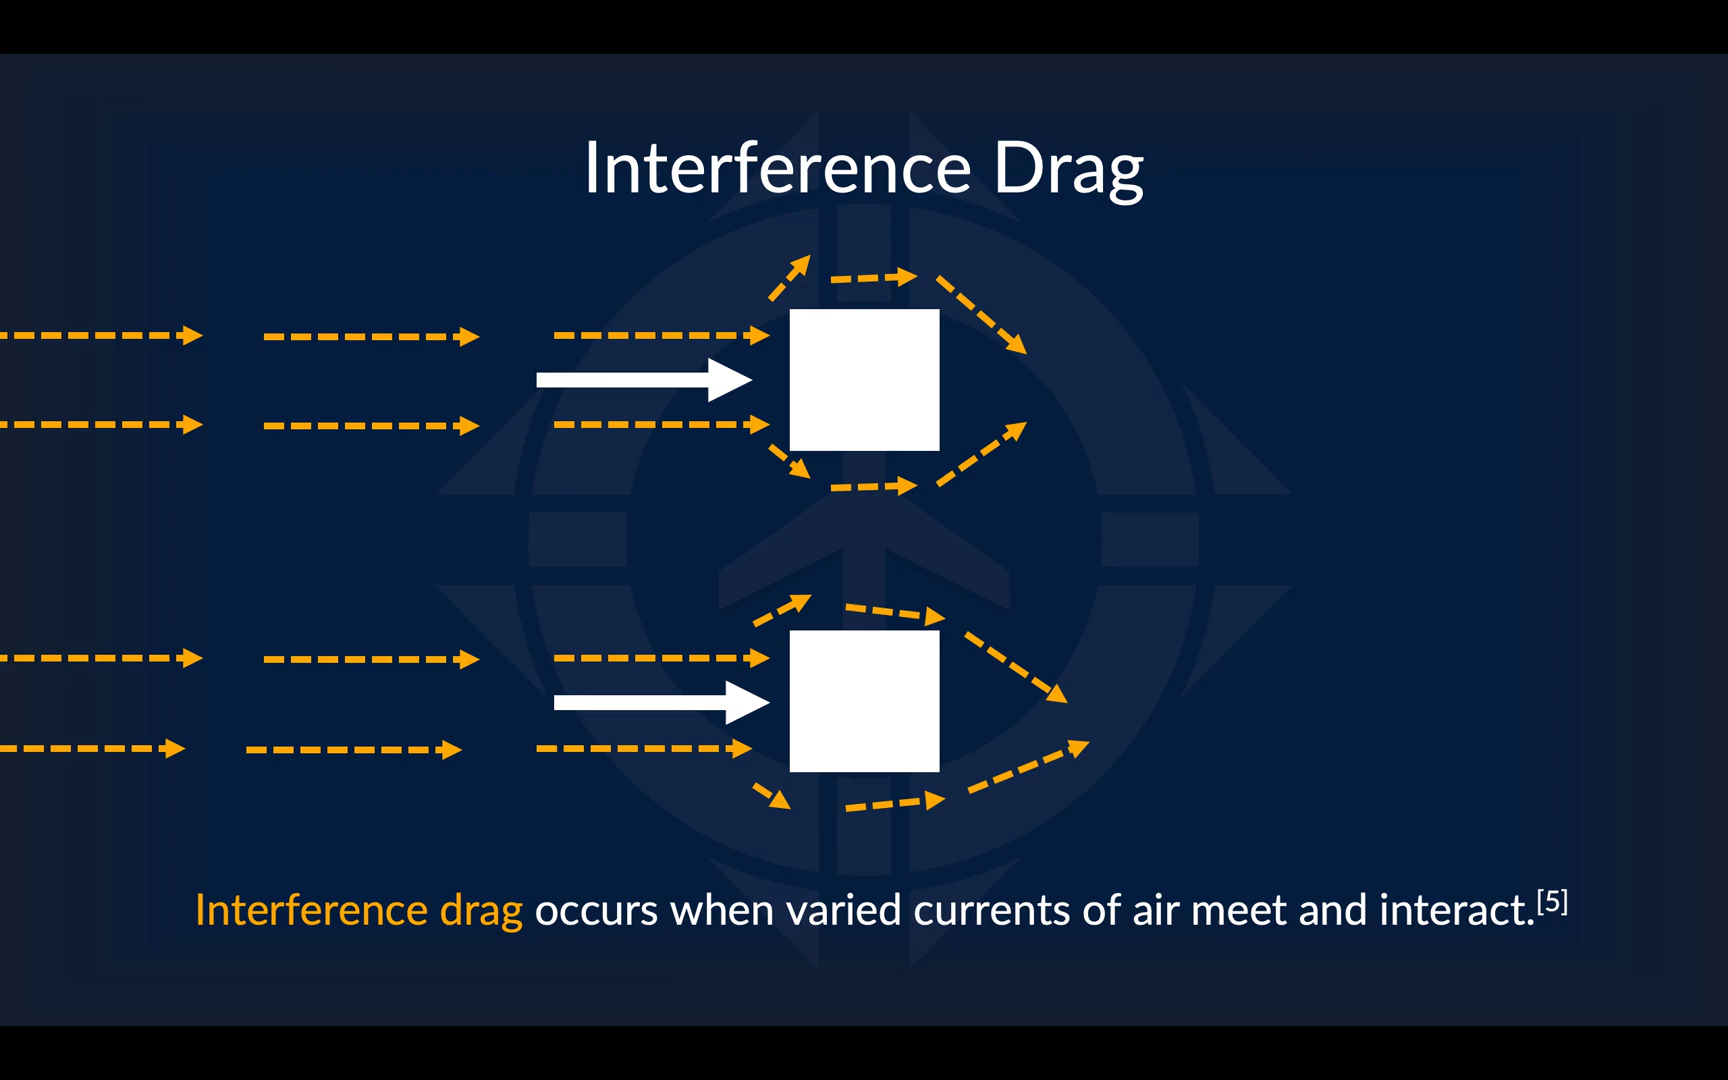 Interference Drag
Interference drag occurs when varied currents of air meet and interact.[5]